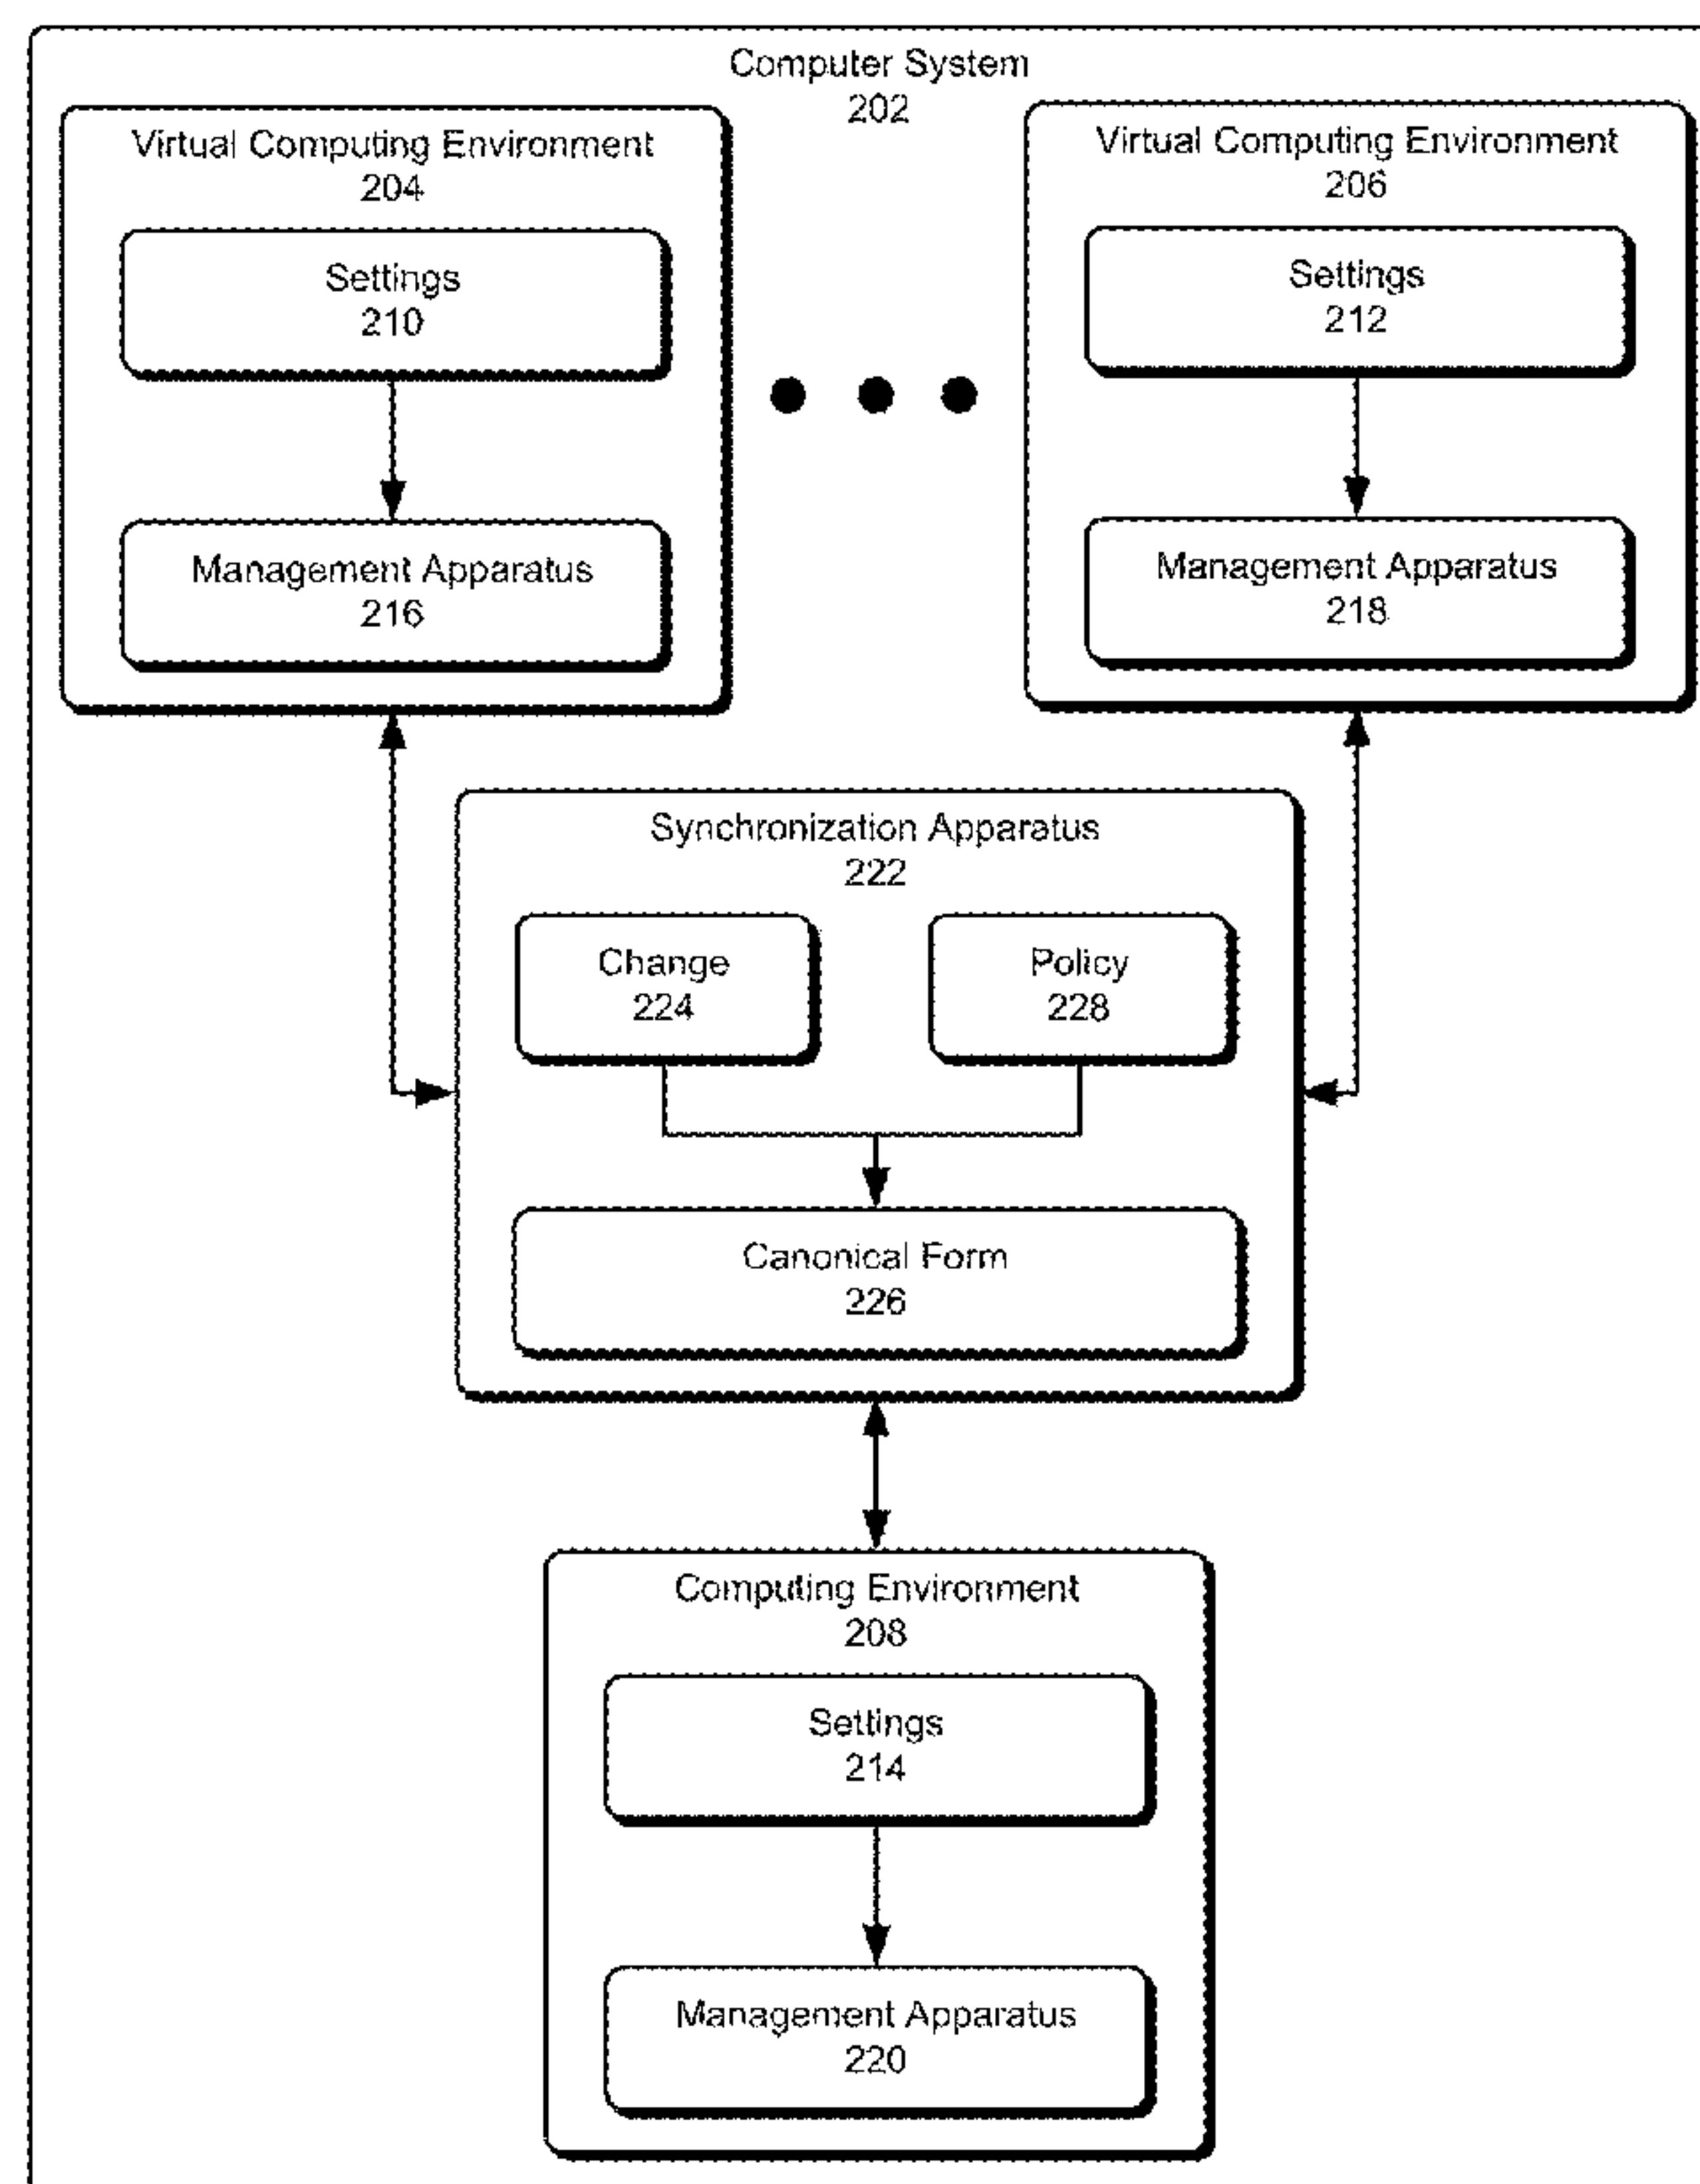 Computer System
202
Virtual Computing Environment
204
Settings
210
Management Apparatus
216
Virtual Computing Environment
206
Settings
212
Management Apparatus
218
Synchronization Apparatus
222
Change
224
Policy
228
Canonical Form
226
Computing Environment
208
Settings
214
Management Apparatus
220